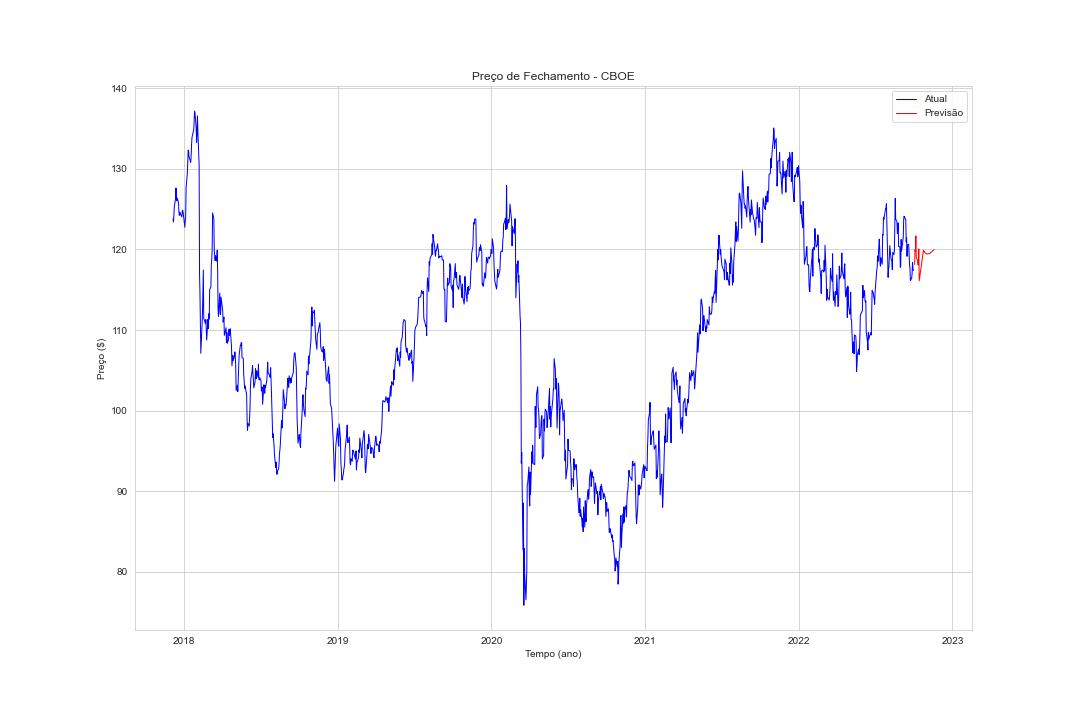 Preço de Fechamento - CBOE
Atual
Previsão
Preço ($)
140
130
120
110
100
90
80
2018
2019
2020
2021
2022
2023
Tempo (ano)